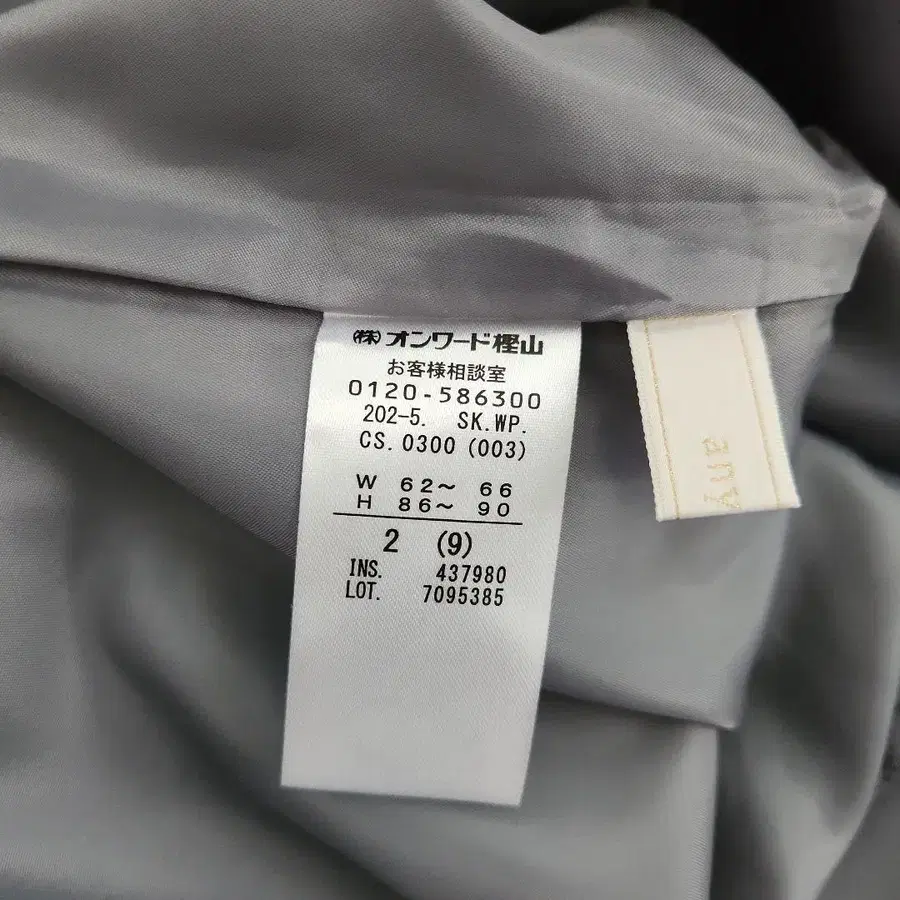 ㈱オンワード樫山
お客様相談室
0120-586300
202-5. SK.WP.
CS.0300 (003)
W 62～ 66
H 86～ 90
2 (9)
INS. 437980
LOT. 7095385